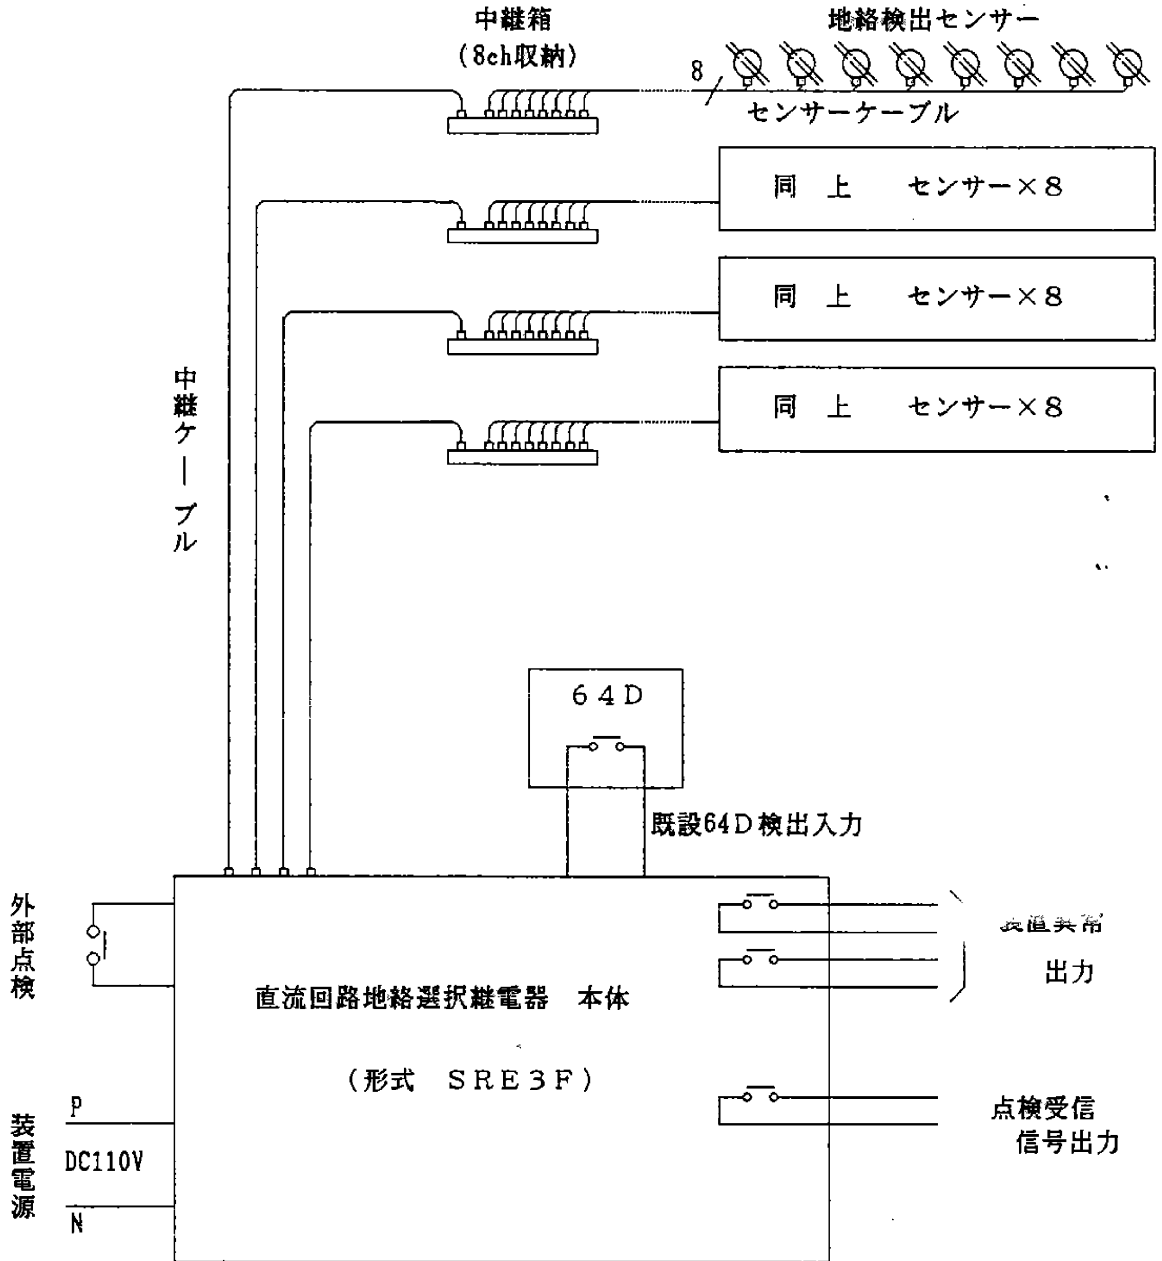 中継箱
(8ch収納)
地絡検出センサー
8
センサーケーブル
同 上 センサー×8
同 上 センサー×8
同 上 センサー×8
中継ケーブル
64D
既設64D検出入力
外部点検
装置異常
出力
直流回路地絡選択継電器 本体
(形式 SRE3F)
点検受信
信号出力
装置電源
P
DC110V
N